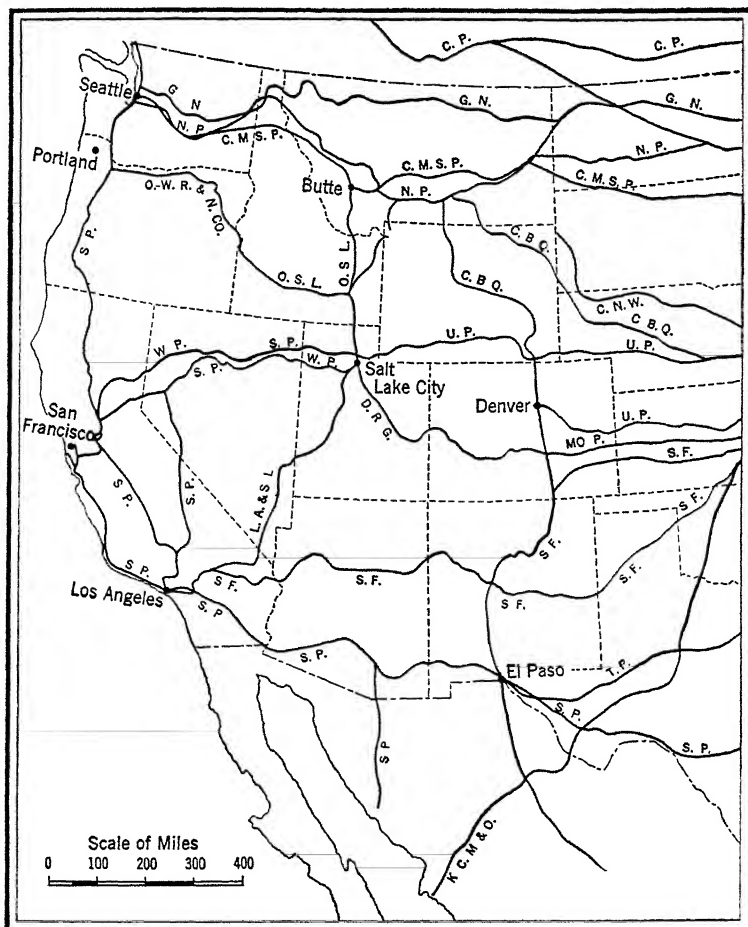 C. P.
C. P.
Seattle
G
N
G. N.
G. N.
N. P
C. M. S. P.
N. P.
Portland
C. M. S. P.
C. M. S. P.
Butte
N. P.
O.-W. R. & N. CO.
S P.
O. S. L.
O. S. L.
C. B. Q.
C. B Q.
C. N. W.
C B. Q.
W P.
S. P.
W. P.
U. P.
U. P.
S. P.
Salt
Lake City
D. R G.
Denver
U. P.
San
Francisco
MO P.
S. F.
S. P.
S. P.
L. A. & S L
S F.
S. F.
S. F.
S. P.
Los Angeles
S F.
S. F.
S. F.
S. P
S. P.
El Paso
T. P.
S. P.
S. P.
S P
K C. M & O.
Scale of Miles
0 100 200 300 400